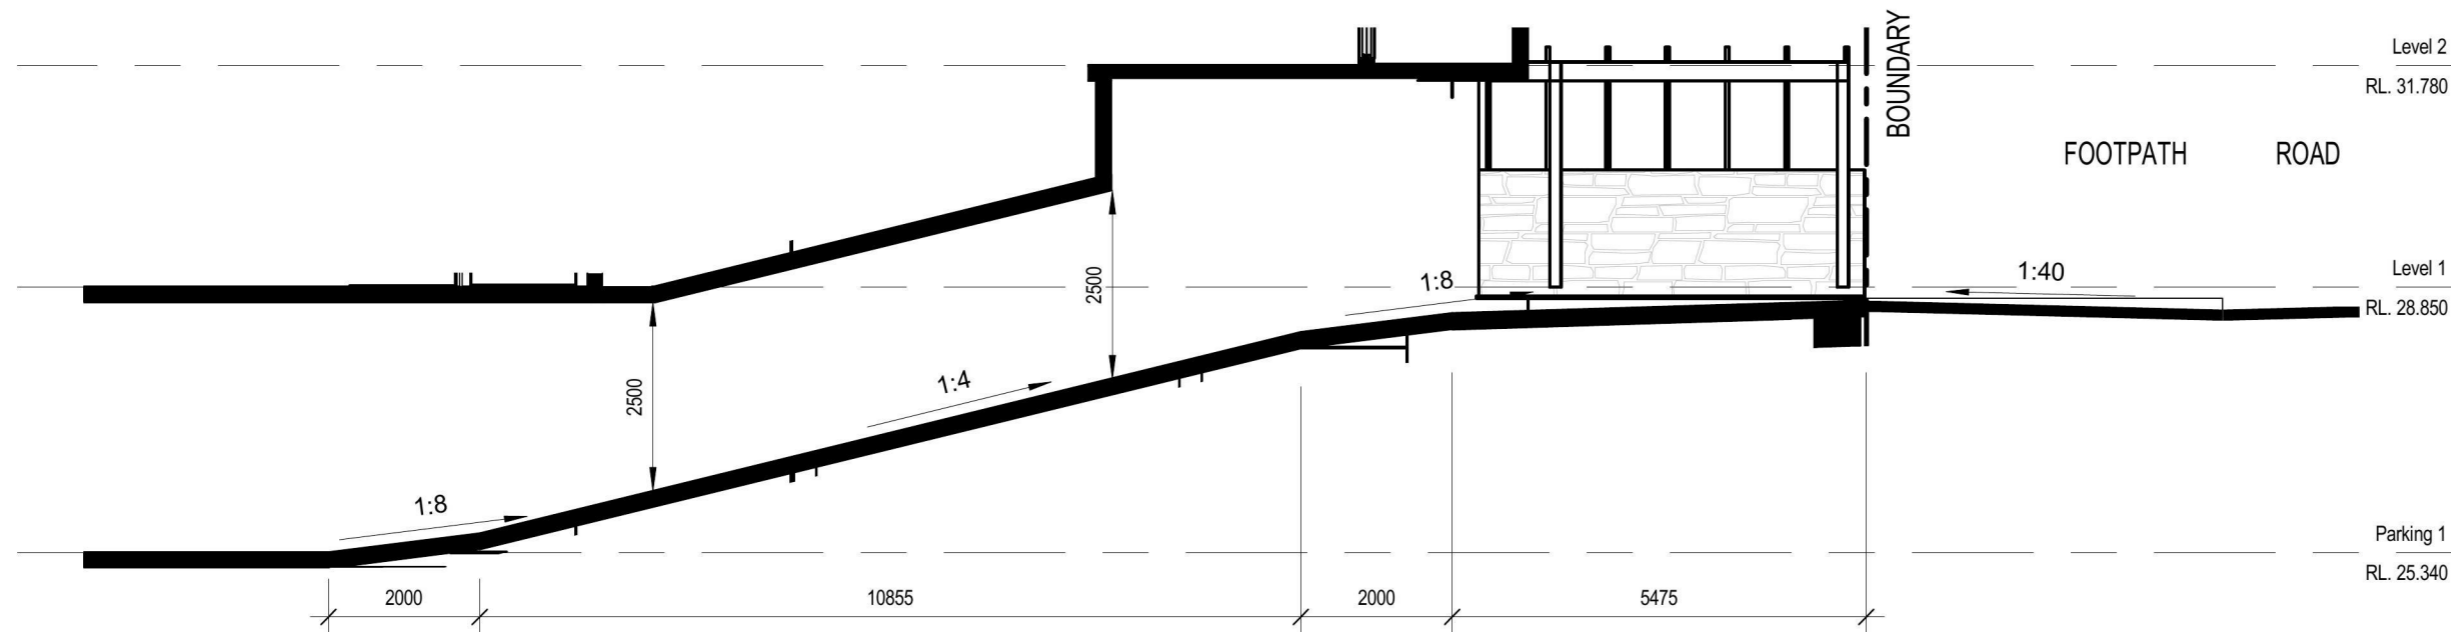 Level 2
RL. 31.780
BOUNDARY
FOOTPATH
ROAD
Level 1
RL. 28.850
1:40
1:8
2500
2500
1:4
1:8
Parking 1
RL. 25.340
2000
10855
2000
5475